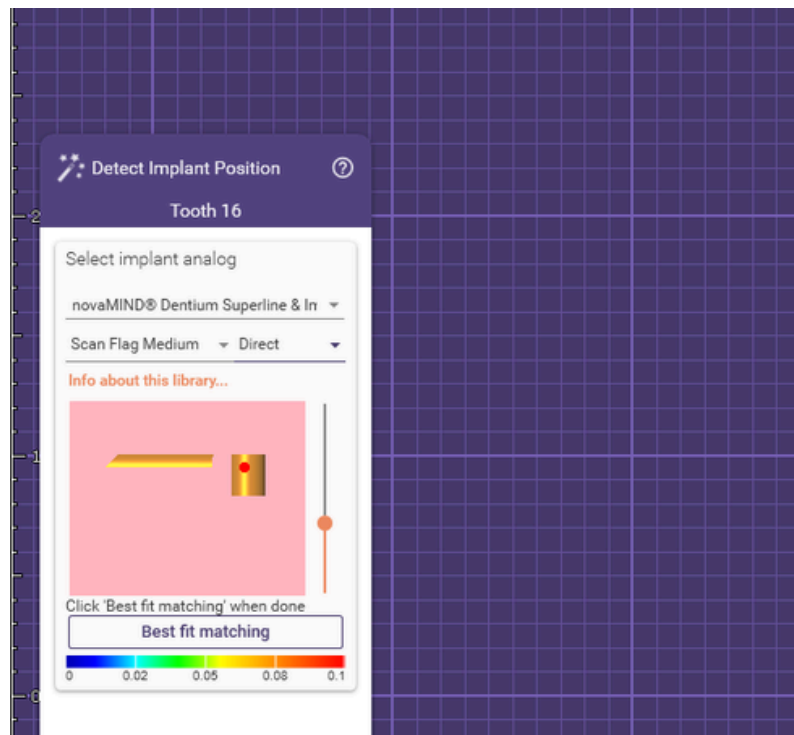 Detect Implant Position
Tooth 16
Select implant analog
novaMIND® Dentium Superline & In
Scan Flag Medium Direct
Info about this library...
Click 'Best fit matching' when done
Best fit matching
0 0.02 0.05 0.08 0.1
2
1
0